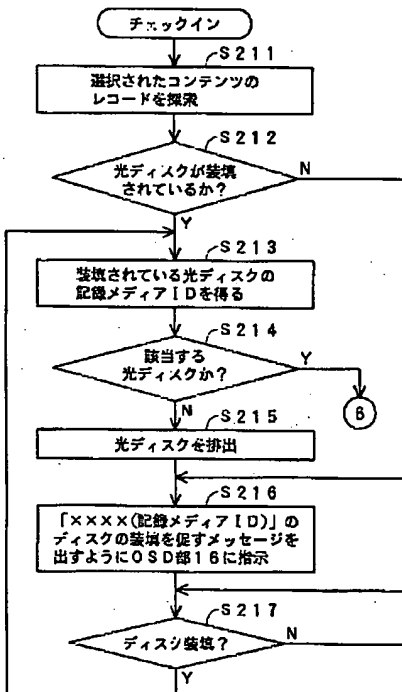 チェックイン
S211
選択されたコンテンツの
レコードを探索
S212
光ディスクが装填
されているか?
N
Y
S213
装填されている光ディスクの
記録メディアIDを得る
S214
該当する
光ディスクか?
Y
N
6
S215
光ディスクを排出
S216
「××××(記録メディアID)」の
ディスクの装填を促すメッセージを
出すようにOSD部16に指示
S217
ディスク装填?
N
Y